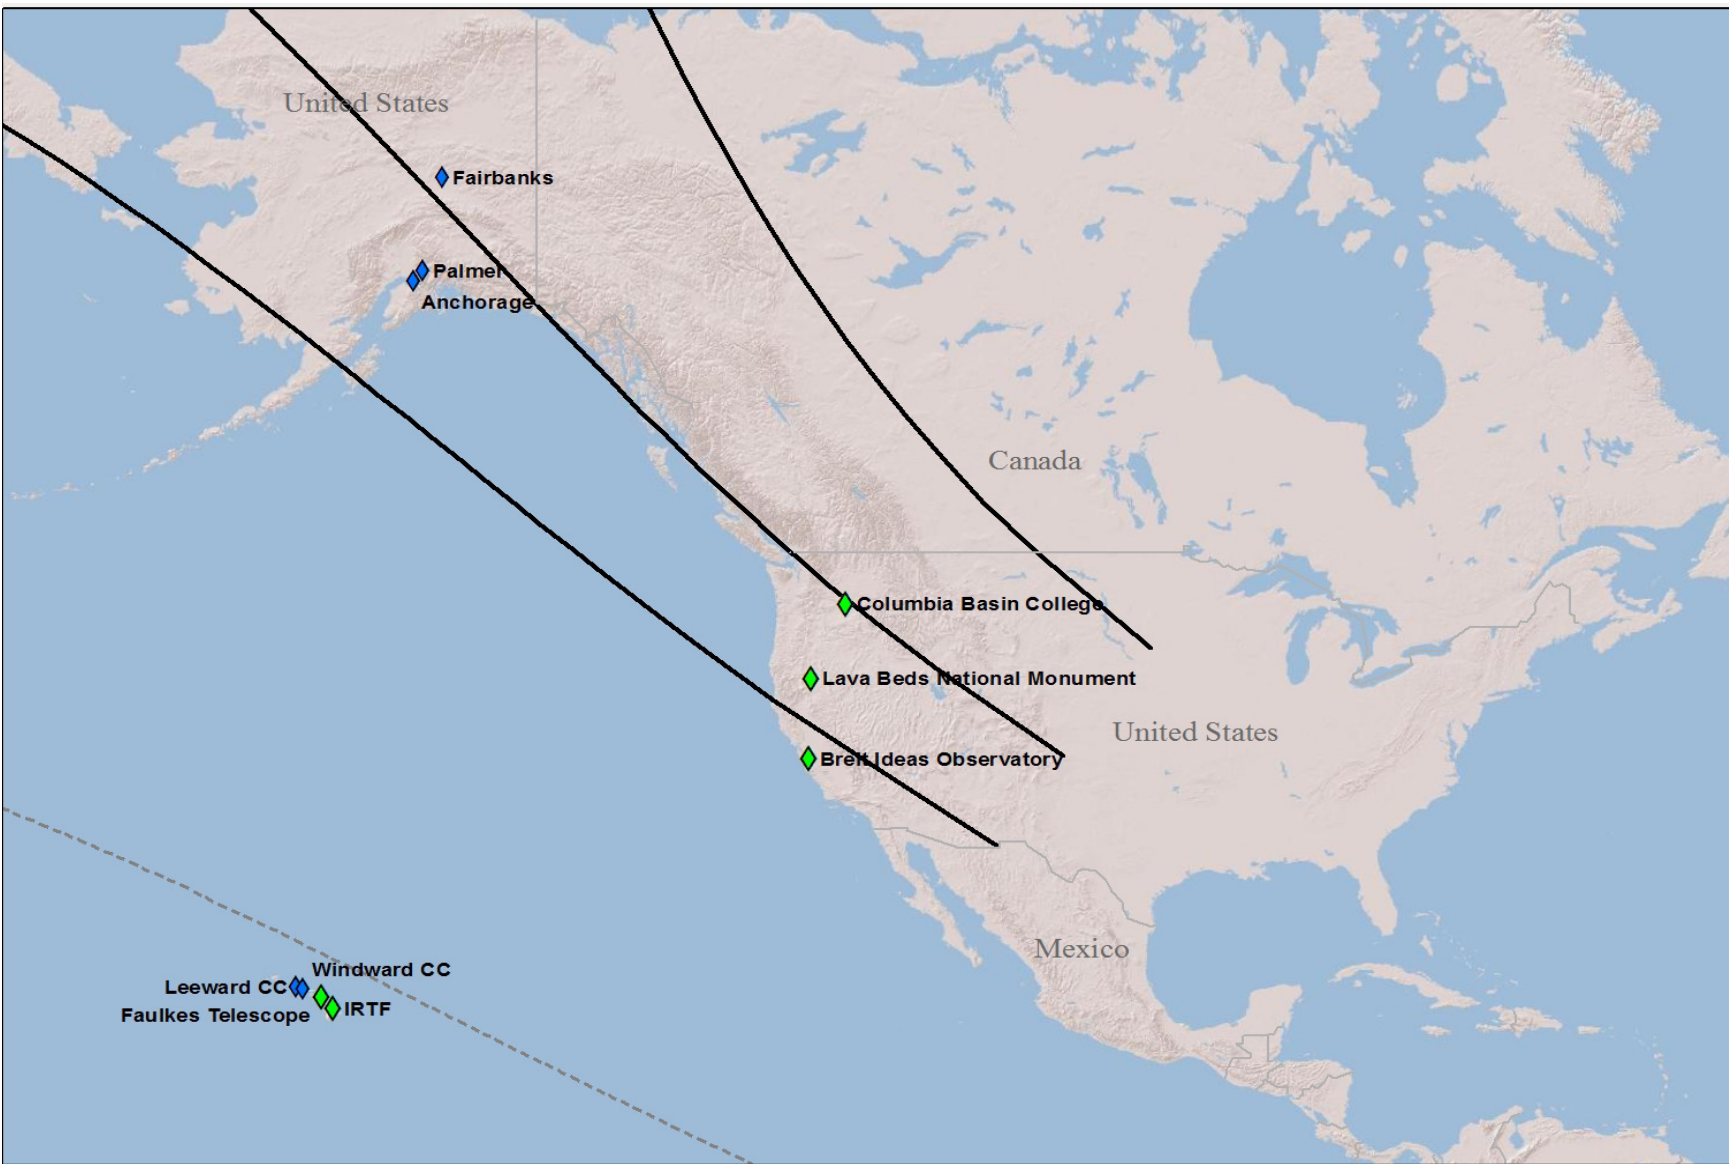 United States
Fairbanks
Palmer
Anchorage
Canada
Columbia Basin College
Lava Beds National Monument
United States
Breit Ideas Observatory
Mexico
Windward CC
Leeward CC
IRTF
Faulkes Telescope